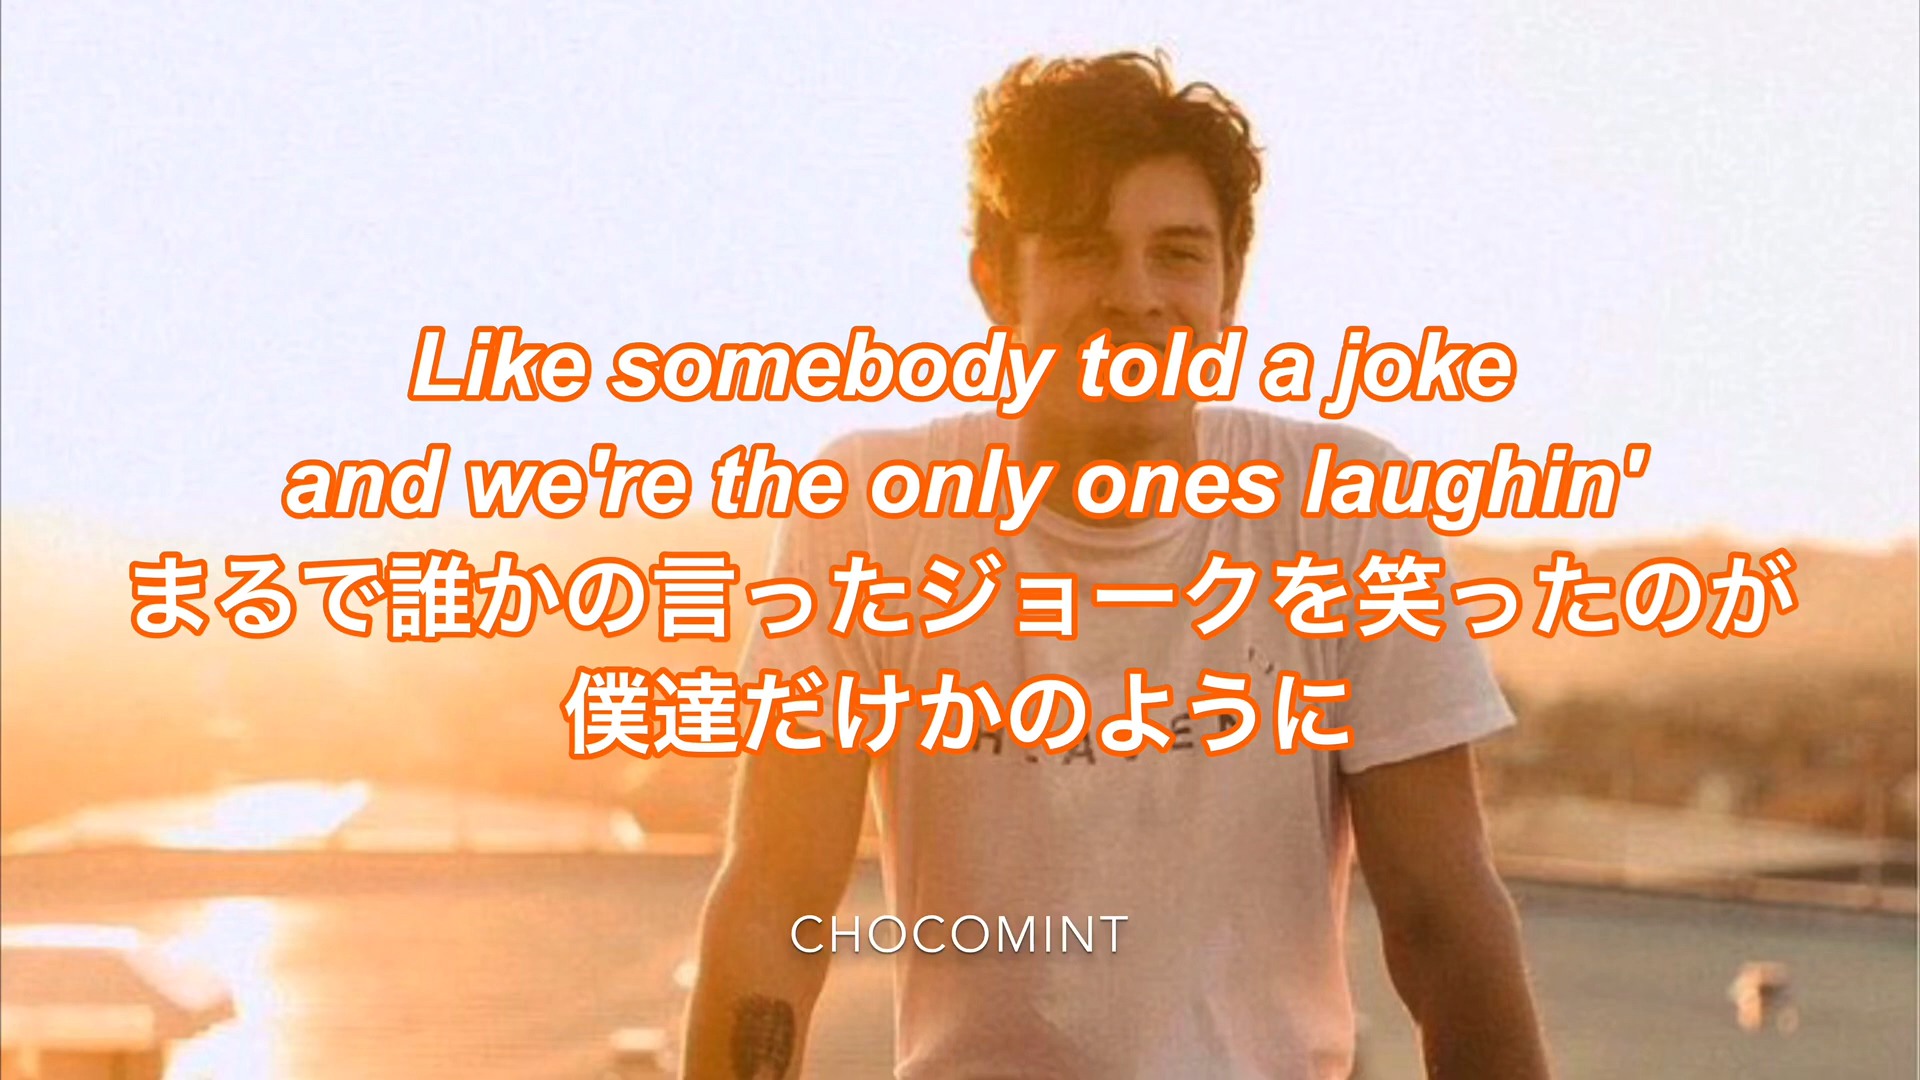 Like somebody told a joke
and we're the only ones laughin'
まるで誰かの言ったジョークを笑ったのが
僕達だけかのように
CHOCOMINT